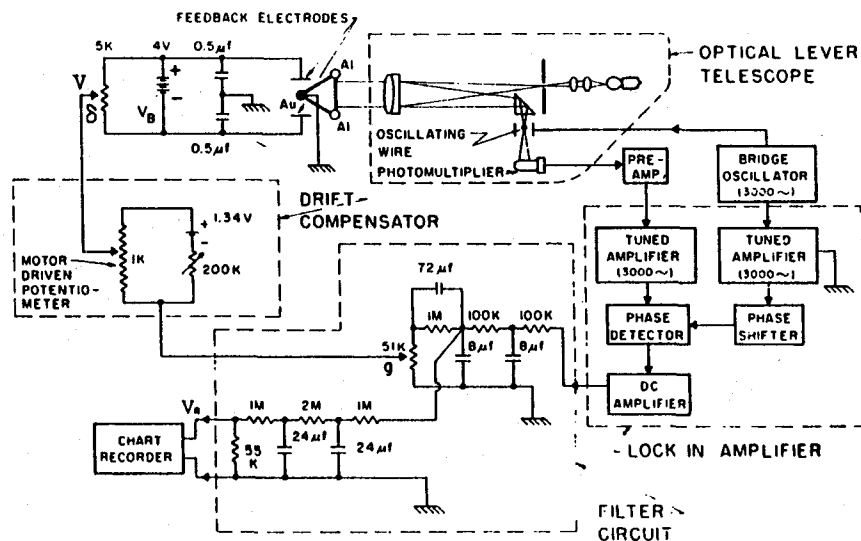 FEEDBACK ELECTRODES
5K
4V
0.5μf
Al
V
+
-
V_B
Au
Al
0.5μf
OPTICAL LEVER
TELESCOPE
OSCILLATING
WIRE
PHOTOMULTIPLIER
PRE-
AMP.
BRIDGE
OSCILLATOR
(3000~)
DRIFT-
COMPENSATOR
+
1.34V
-
1K
200K
MOTOR
DRIVEN
POTENTIO-
METER
TUNED
AMPLIFIER
(3000~)
TUNED
AMPLIFIER
(3000~)
72μf
1M
100K
100K
51K
g
8μf
8μf
PHASE
DETECTOR
PHASE
SHIFTER
DC
AMPLIFIER
1M
2M
1M
CHART
RECORDER
55
K
24μf
24μf
LOCK IN AMPLIFIER
FILTER
CIRCUIT